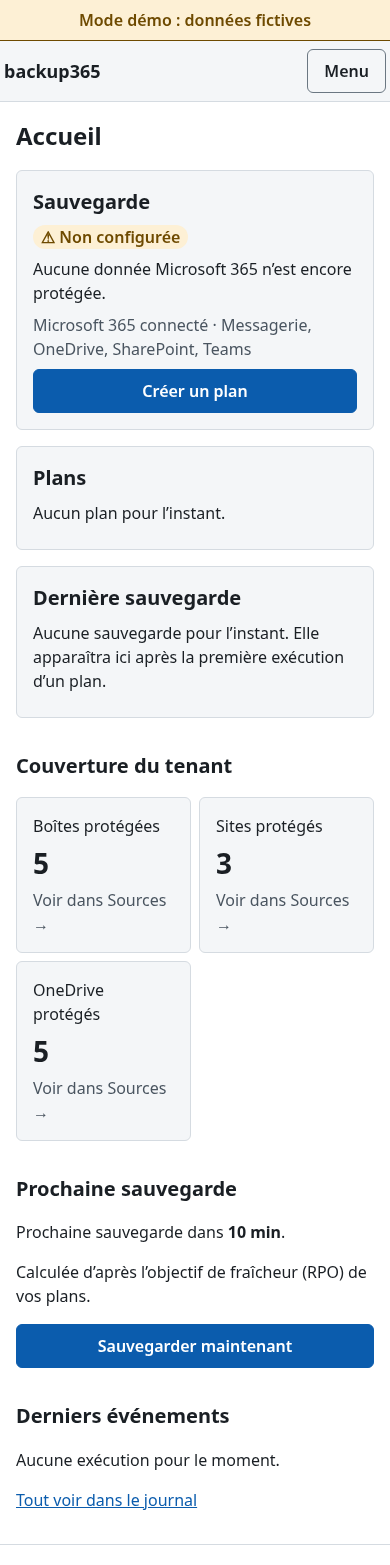 Mode démo : données fictives
backup365
Menu
Accueil
Sauvegarde
⚠ Non configurée
Aucune donnée Microsoft 365 n’est encore
protégée.
Microsoft 365 connecté · Messagerie,
OneDrive, SharePoint, Teams
Créer un plan
Plans
Aucun plan pour l’instant.
Dernière sauvegarde
Aucune sauvegarde pour l’instant. Elle
apparaîtra ici après la première exécution
d’un plan.
Couverture du tenant
Boîtes protégées
5
Voir dans Sources
→
Sites protégés
3
Voir dans Sources
→
OneDrive
protégés
5
Voir dans Sources
→
Prochaine sauvegarde
Prochaine sauvegarde dans 10 min.
Calculée d’après l’objectif de fraîcheur (RPO) de
vos plans.
Sauvegarder maintenant
Derniers événements
Aucune exécution pour le moment.
Tout voir dans le journal